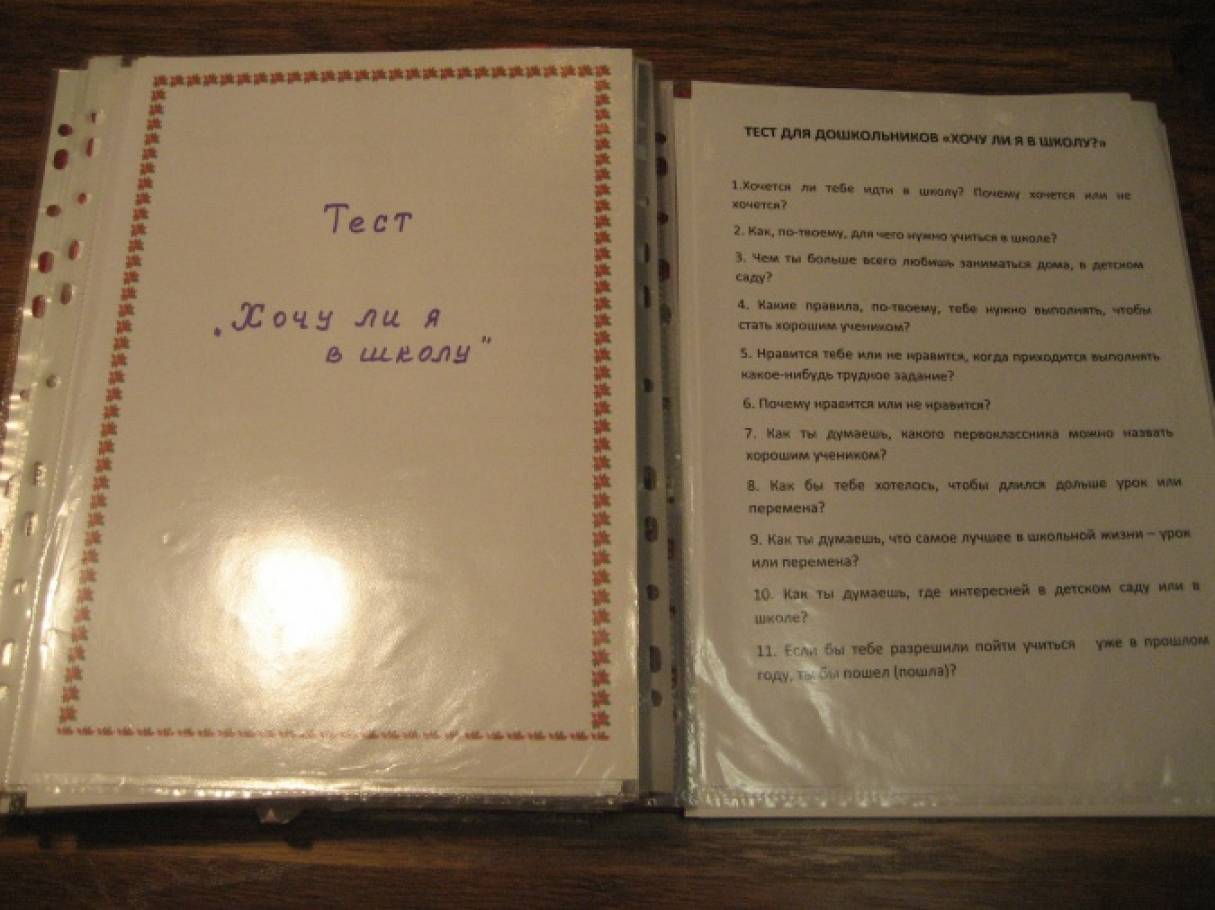 Тест
„Хочу ли я
в школу"
ТЕСТ ДЛЯ ДОШКОЛЬНИКОВ «ХОЧУ ЛИ Я В ШКОЛУ?»
1.Хочется ли тебе идти в школу? Почему хочется или не
хочется?
2. Как, по-твоему, для чего нужно учиться в школе?
3. Чем ты больше всего любишь заниматься дома, в детском
саду?
4. Какие правила, по-твоему, тебе нужно выполнять, чтобы
стать хорошим учеником?
5. Нравится тебе или не нравится, когда приходится выполнять
какое-нибудь трудное задание?
6. Почему нравится или не нравится?
7. Как ты думаешь, какого первоклассника можно назвать
хорошим учеником?
8. Как бы тебе хотелось, чтобы длился дольше урок или
перемена?
9. Как ты думаешь, что самое лучшее в школьной жизни – урок
или перемена?
10. Как ты думаешь, где интересней в детском саду или в
школе?
11. Если бы тебе разрешили пойти учиться уже в прошлом
году, ты бы пошел (пошла)?